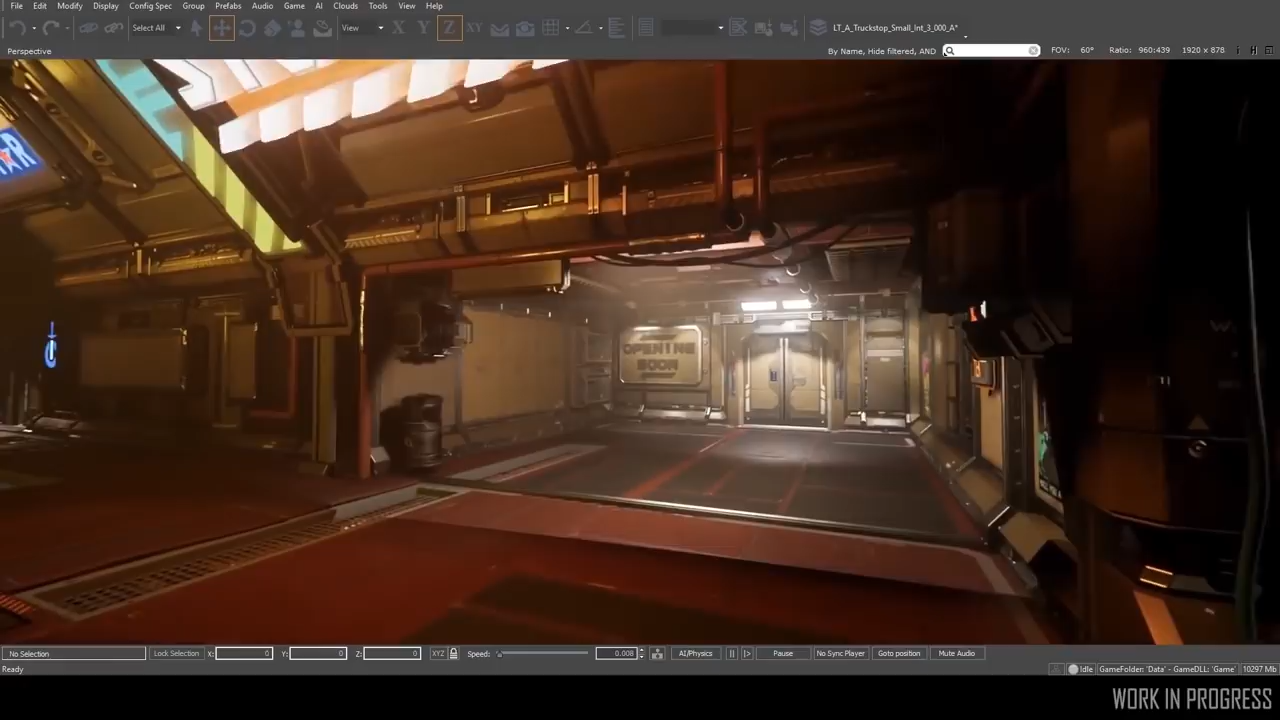 File Edit Modify Display Config Spec Group Prefabs Audio Game AI Clouds Tools View Help
Select All View X Y Z XY LT_A_Truckstop_Small_Int_3_000_A*
Perspective By Name, Hide filtered, AND FOV: 60° Ratio: 960:439 1920 x 878 i H
OPENING
SOON
No Selection Lock Selection X: 0 Y: 0 Z: 0 XYZ Speed: 0.008 AI/Physics Pause No Sync Player Goto position Mute Audio
Ready
Idle GameFolder: 'Data' - GameDLL: 'Game' 10297 Mb
WORK IN PROGRESS